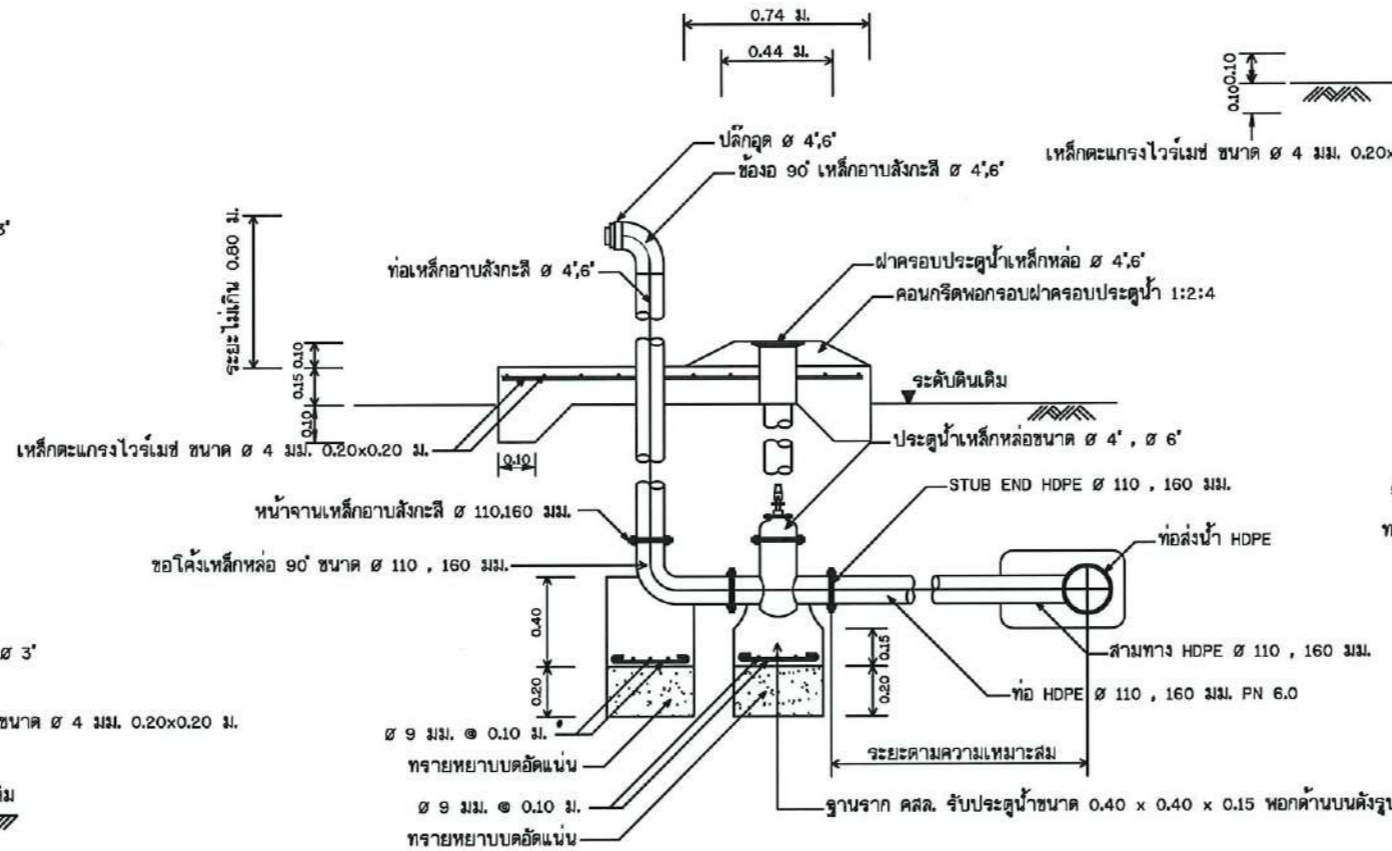 0.74 ม.
0.44 ม.
0.10
0.10
ปลั๊กอุด ø 4",6"
ข้องอ 90° เหล็กอาบสังกะสี ø 4",6"
เหล็กตะแกรงไวร์เมช ขนาด ø 4 มม. 0.20x
3"
ระยะไม่เกิน 0.80 ม.
ท่อเหล็กอาบสังกะสี ø 4",6"
ฝาครอบประตูน้ำเหล็กหล่อ ø 4",6"
คอนกรีตพอกรอบฝาครอบประตูน้ำ 1:2:4
0.10
0.15
0.10
ระดับดินเดิม
เหล็กตะแกรงไวร์เมช ขนาด ø 4 มม. 0.20x0.20 ม.
0.10
ประตูน้ำเหล็กหล่อขนาด ø 4" , ø 6"
STUB END HDPE ø 110 , 160 มม.
หน้าจานเหล็กอาบสังกะสี ø 110,160 มม.
ท่อส่งน้ำ HDPE
ขอโค้งเหล็กหล่อ 90° ขนาด ø 110 , 160 มม.
0.40
0.15
0.20
0.20
ø 3"
สามทาง HDPE ø 110 , 160 มม.
ท่อ HDPE ø 110 , 160 มม. PN 6.0
ขนาด ø 4 มม. 0.20x0.20 ม.
ø 9 มม. @ 0.10 ม.
ทรายหยาบบดอัดแน่น
ระยะตามความเหมาะสม
ø 9 มม. @ 0.10 ม.
ทรายหยาบบดอัดแน่น
ฐานราก คสล. รับประตูน้ำขนาด 0.40 x 0.40 x 0.15 พอกด้านบนดังรูป